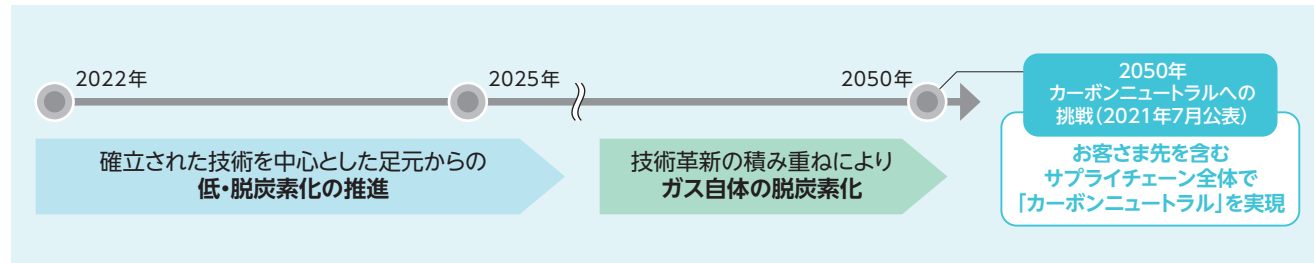 2022年
2025年
2050年
2050年
カーボンニュートラルへの
挑戦(2021年7月公表)
確立された技術を中心とした足元からの
低・脱炭素化の推進
技術革新の積み重ねにより
ガス自体の脱炭素化
お客さま先を含む
サプライチェーン全体で
「カーボンニュートラル」を実現